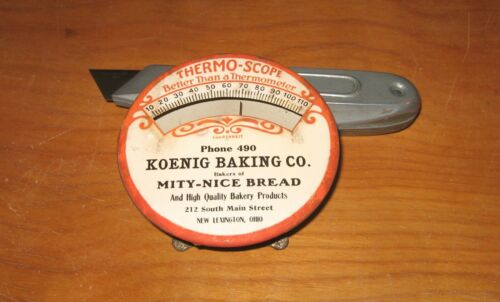 THERMO-SCOPE
Better Than a Thermometer
10 20 30 40 50 60 70 80 90 100 110
FAHRENHEIT
Phone 490
KOENIG BAKING CO.
Bakers of
MITY-NICE BREAD
And High Quality Bakery Products
212 South Main Street
NEW LEXINGTON, OHIO